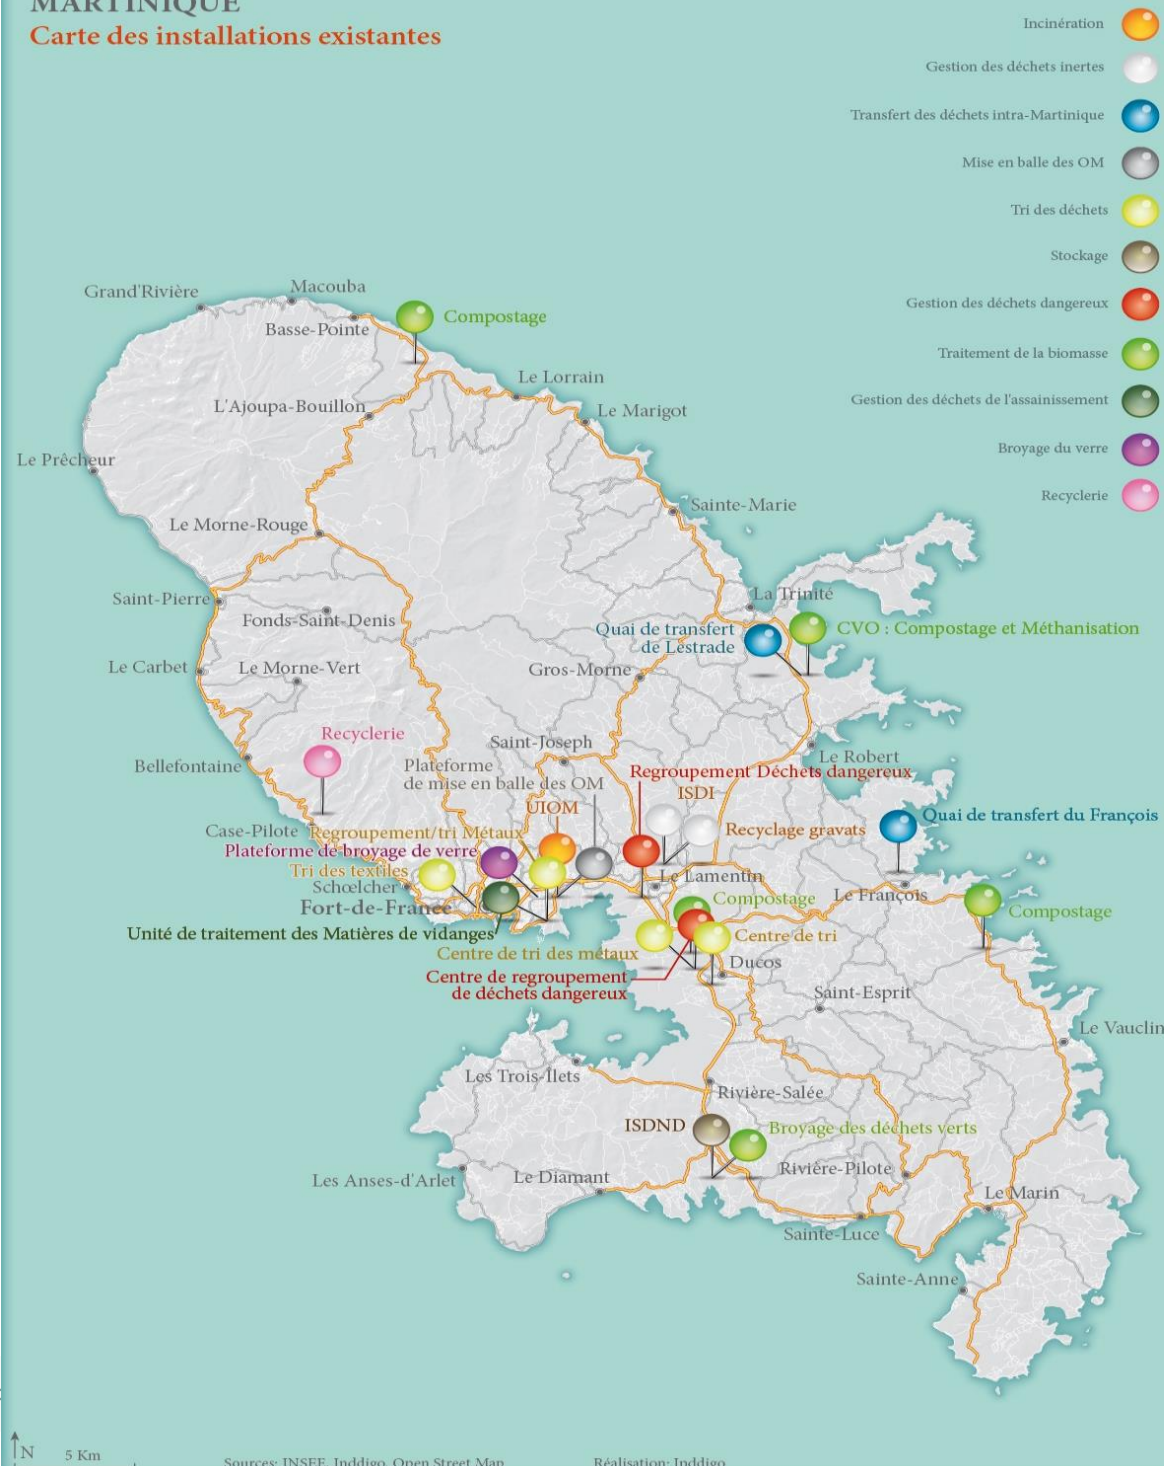 MARTINIQUE
Carte des installations existantes
Incinération
Gestion des déchets inertes
Transfert des déchets intra-Martinique
Mise en balle des OM
Tri des déchets
Stockage
Gestion des déchets dangereux
Traitement de la biomasse
Gestion des déchets de l'assainissement
Broyage du verre
Recyclerie
Grand'Rivière
Macouba
Basse-Pointe
Compostage
Le Lorrain
L'Ajoupa-Bouillon
Le Marigot
Le Prêcheur
Sainte-Marie
Le Morne-Rouge
La Trinité
Saint-Pierre
Fonds-Saint-Denis
Quai de transfert
de Lestrade
CVO : Compostage et Méthanisation
Le Carbet
Le Morne-Vert
Gros-Morne
Recyclerie
Saint-Joseph
Bellefontaine
Plateforme
de mise en balle des OM
Le Robert
Regroupement Déchets dangereux
ISDI
UIOM
Quai de transfert du François
Case-Pilote
Regroupement/tri Métaux
Recyclage gravats
Plateforme de broyage de verre
Tri des textiles
Le Lamentin
Schœlcher
Le François
Fort-de-France
Compostage
Compostage
Unité de traitement des Matières de vidanges
Centre de tri
Centre de tri des métaux
Ducos
Centre de regroupement
de déchets dangereux
Saint-Esprit
Le Vauclin
Les Trois-Ilets
Rivière-Salée
ISDND
Broyage des déchets verts
Rivière-Pilote
Les Anses-d'Arlet
Le Diamant
Le Marin
Sainte-Luce
Sainte-Anne
N
5 Km
Sources: INSEE, Inddigo, Open Street Map
Réalisation: Inddigo